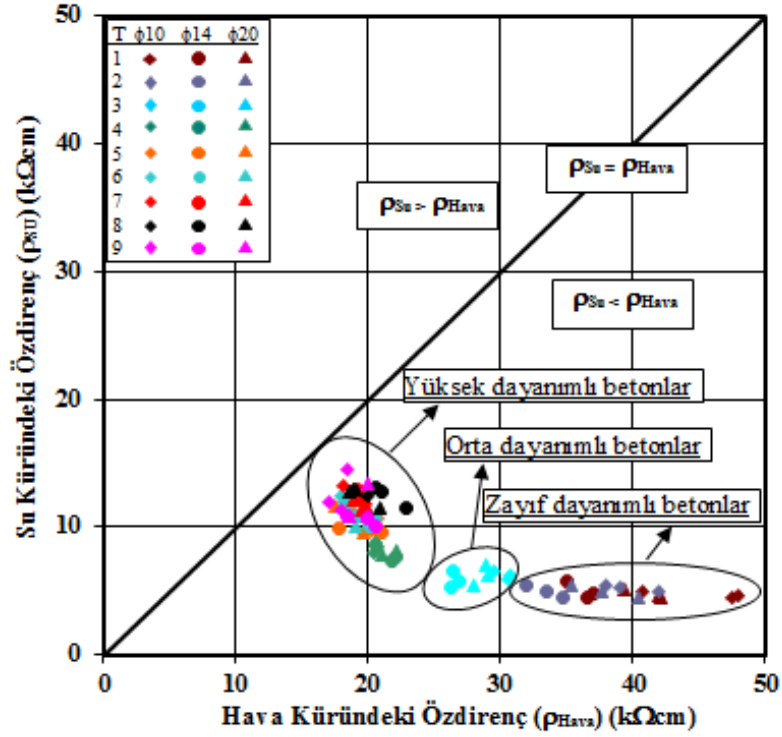 T ϕ10 ϕ14 ϕ20
1
2
3
4
5
6
7
8
9
50
40
30
20
10
0
0 10 20 30 40 50
Su Küründeki Özdirenç (ρSU) (kΩcm)
Hava Küründeki Özdirenç (ρHava) (kΩcm)
ρSu = ρHava
ρSu > ρHava
ρSu < ρHava
Yüksek dayanımlı betonlar
Orta dayanımlı betonlar
Zayıf dayanımlı betonlar